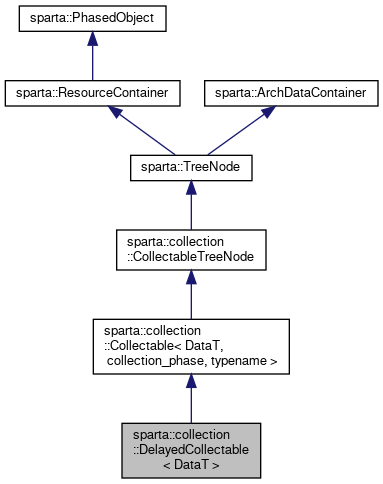 sparta::PhasedObject
sparta::ResourceContainer
sparta::ArchDataContainer
sparta::TreeNode
sparta::collection
::CollectableTreeNode
sparta::collection
::Collectable< DataT,
collection_phase, typename >
sparta::collection
::DelayedCollectable
< DataT >